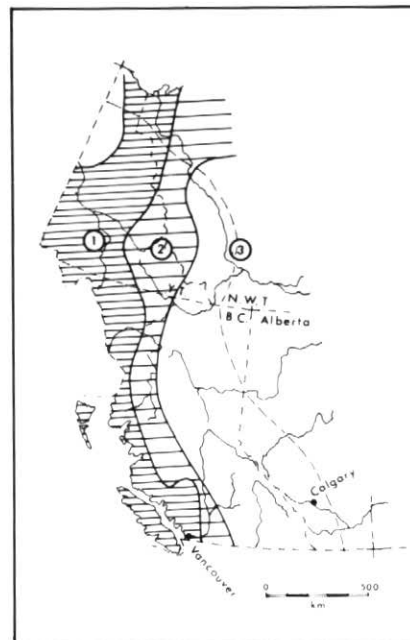 1
2
3
Y.T.
N.W.T
B.C. Alberta
Calgary
Vancouver
0 500
km